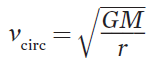 v_circ = √(GM/r)